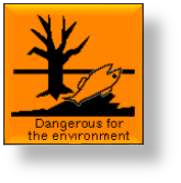 Dangerous for
the environment